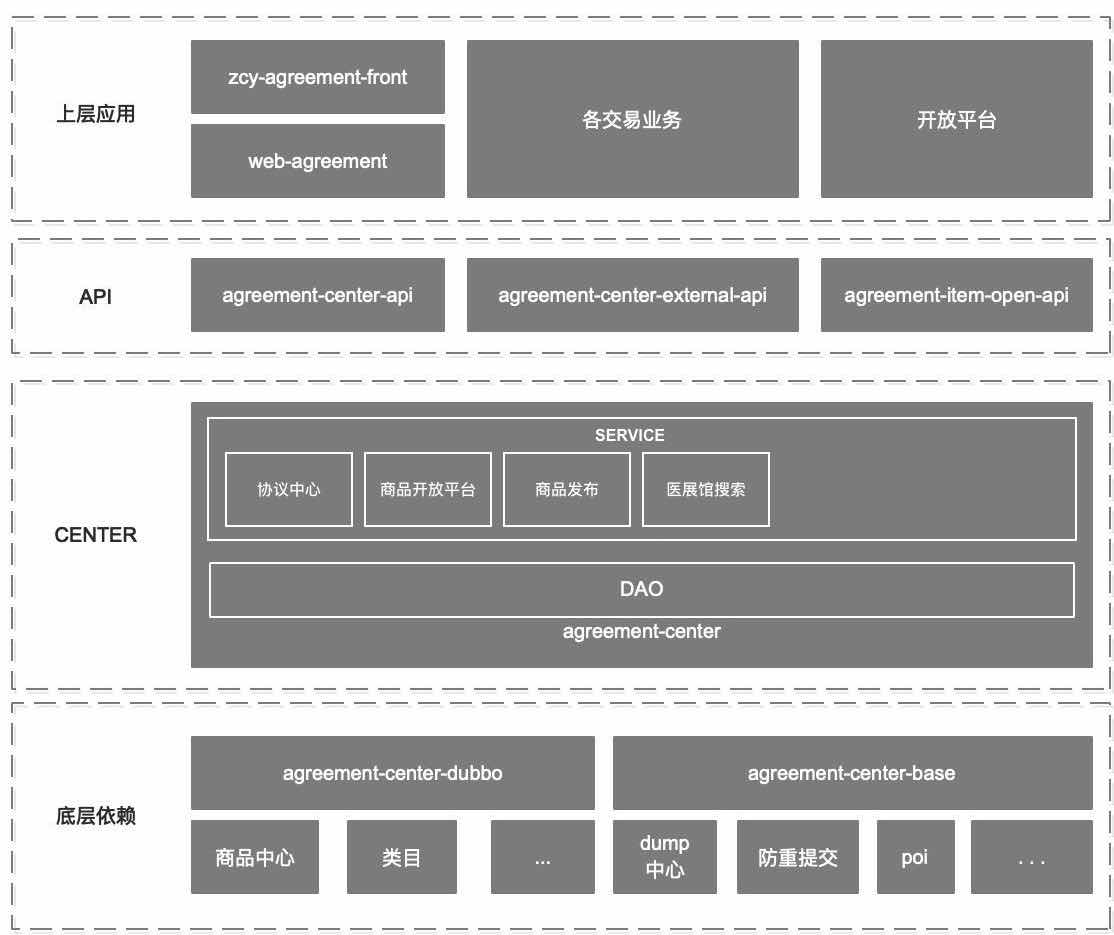 上层应用
zcy-agreement-front
web-agreement
各交易业务
开放平台
API
agreement-center-api
agreement-center-external-api
agreement-item-open-api
CENTER
SERVICE
协议中心
商品开放平台
商品发布
医展馆搜索
DAO
agreement-center
底层依赖
agreement-center-dubbo
agreement-center-base
商品中心
类目
...
dump
中心
防重提交
poi
. . .